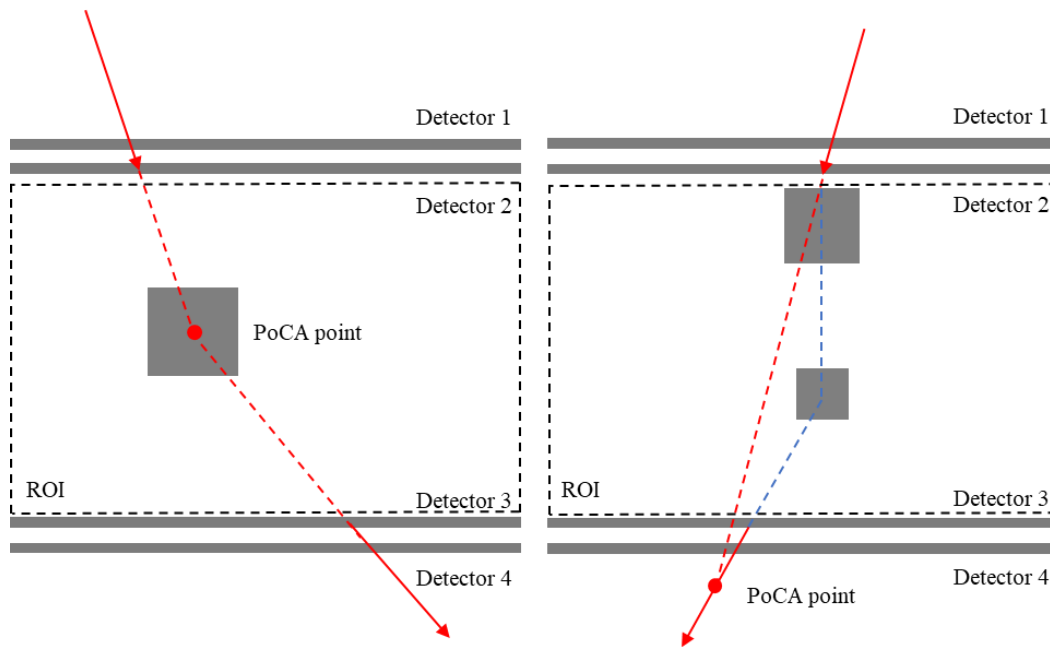 Detector 1
Detector 2
PoCA point
ROI
Detector 3
Detector 4
Detector 1
Detector 2
ROI
Detector 3
Detector 4
PoCA point